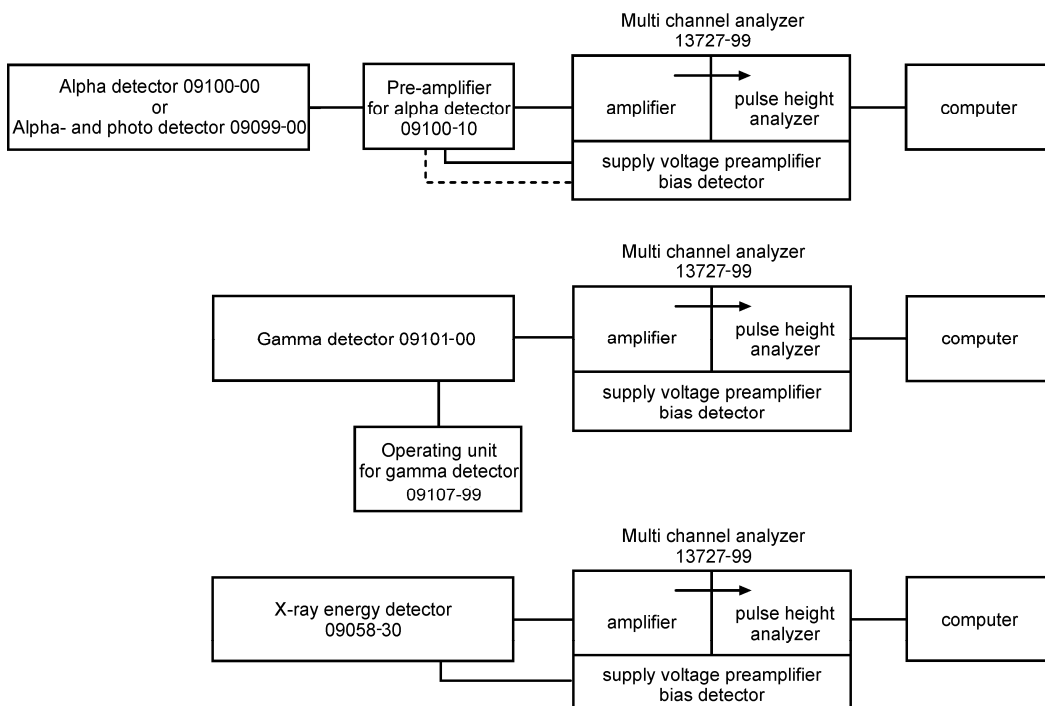 Multi channel analyzer
13727-99
Alpha detector 09100-00
or
Alpha- and photo detector 09099-00
Pre-amplifier
for alpha detector
09100-10
amplifier
pulse height
analyzer
supply voltage preamplifier
bias detector
computer
Multi channel analyzer
13727-99
Gamma detector 09101-00
amplifier
pulse height
analyzer
supply voltage preamplifier
bias detector
computer
Operating unit
for gamma detector
09107-99
Multi channel analyzer
13727-99
X-ray energy detector
09058-30
amplifier
pulse height
analyzer
supply voltage preamplifier
bias detector
computer